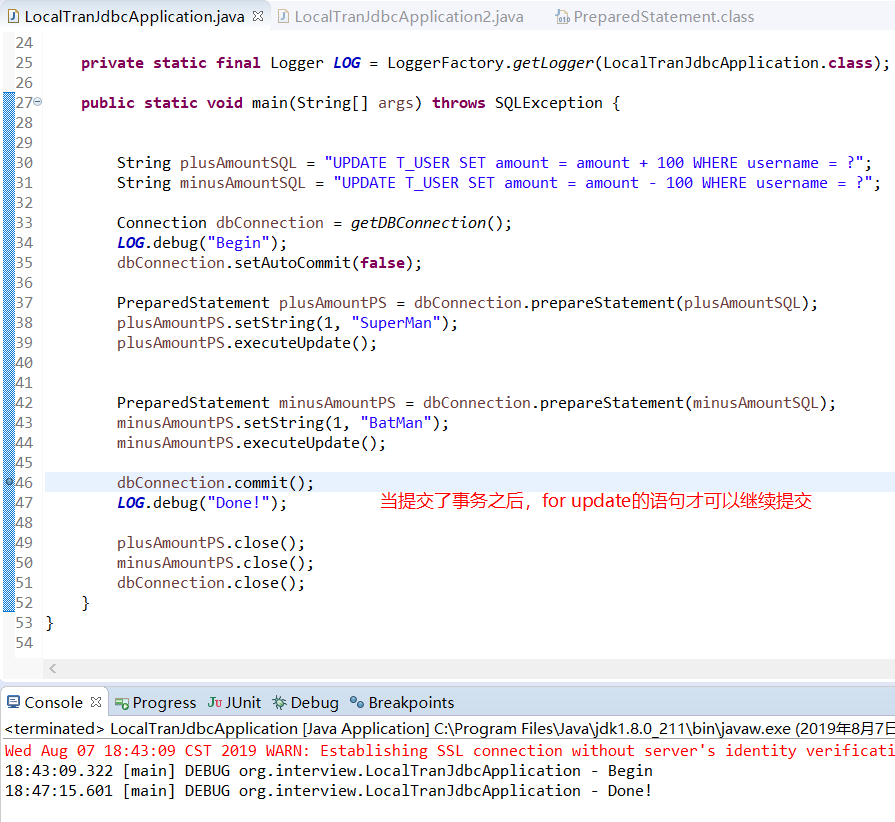 LocalTranJdbcApplication.java LocalTranJdbcApplication2.java PreparedStatement.class
24
25 private static final Logger LOG = LoggerFactory.getLogger(LocalTranJdbcApplication.class);
26
27 public static void main(String[] args) throws SQLException {
28
29
30 String plusAmountSQL = "UPDATE T_USER SET amount = amount + 100 WHERE username = ?";
31 String minusAmountSQL = "UPDATE T_USER SET amount = amount - 100 WHERE username = ?";
32
33 Connection dbConnection = getDBConnection();
34 LOG.debug("Begin");
35 dbConnection.setAutoCommit(false);
36
37 PreparedStatement plusAmountPS = dbConnection.prepareStatement(plusAmountSQL);
38 plusAmountPS.setString(1, "SuperMan");
39 plusAmountPS.executeUpdate();
40
41
42 PreparedStatement minusAmountPS = dbConnection.prepareStatement(minusAmountSQL);
43 minusAmountPS.setString(1, "BatMan");
44 minusAmountPS.executeUpdate();
45
46 dbConnection.commit();
47 LOG.debug("Done!"); 当提交了事务之后，for update的语句才可以继续提交
48
49 plusAmountPS.close();
50 minusAmountPS.close();
51 dbConnection.close();
52 }
53 }
54
Console Progress JUnit Debug Breakpoints
<terminated> LocalTranJdbcApplication [Java Application] C:\Program Files\Java\jdk1.8.0_211\bin\javaw.exe (2019年8月7日
Wed Aug 07 18:43:09 CST 2019 WARN: Establishing SSL connection without server's identity verificati
18:43:09.322 [main] DEBUG org.interview.LocalTranJdbcApplication - Begin
18:47:15.601 [main] DEBUG org.interview.LocalTranJdbcApplication - Done!